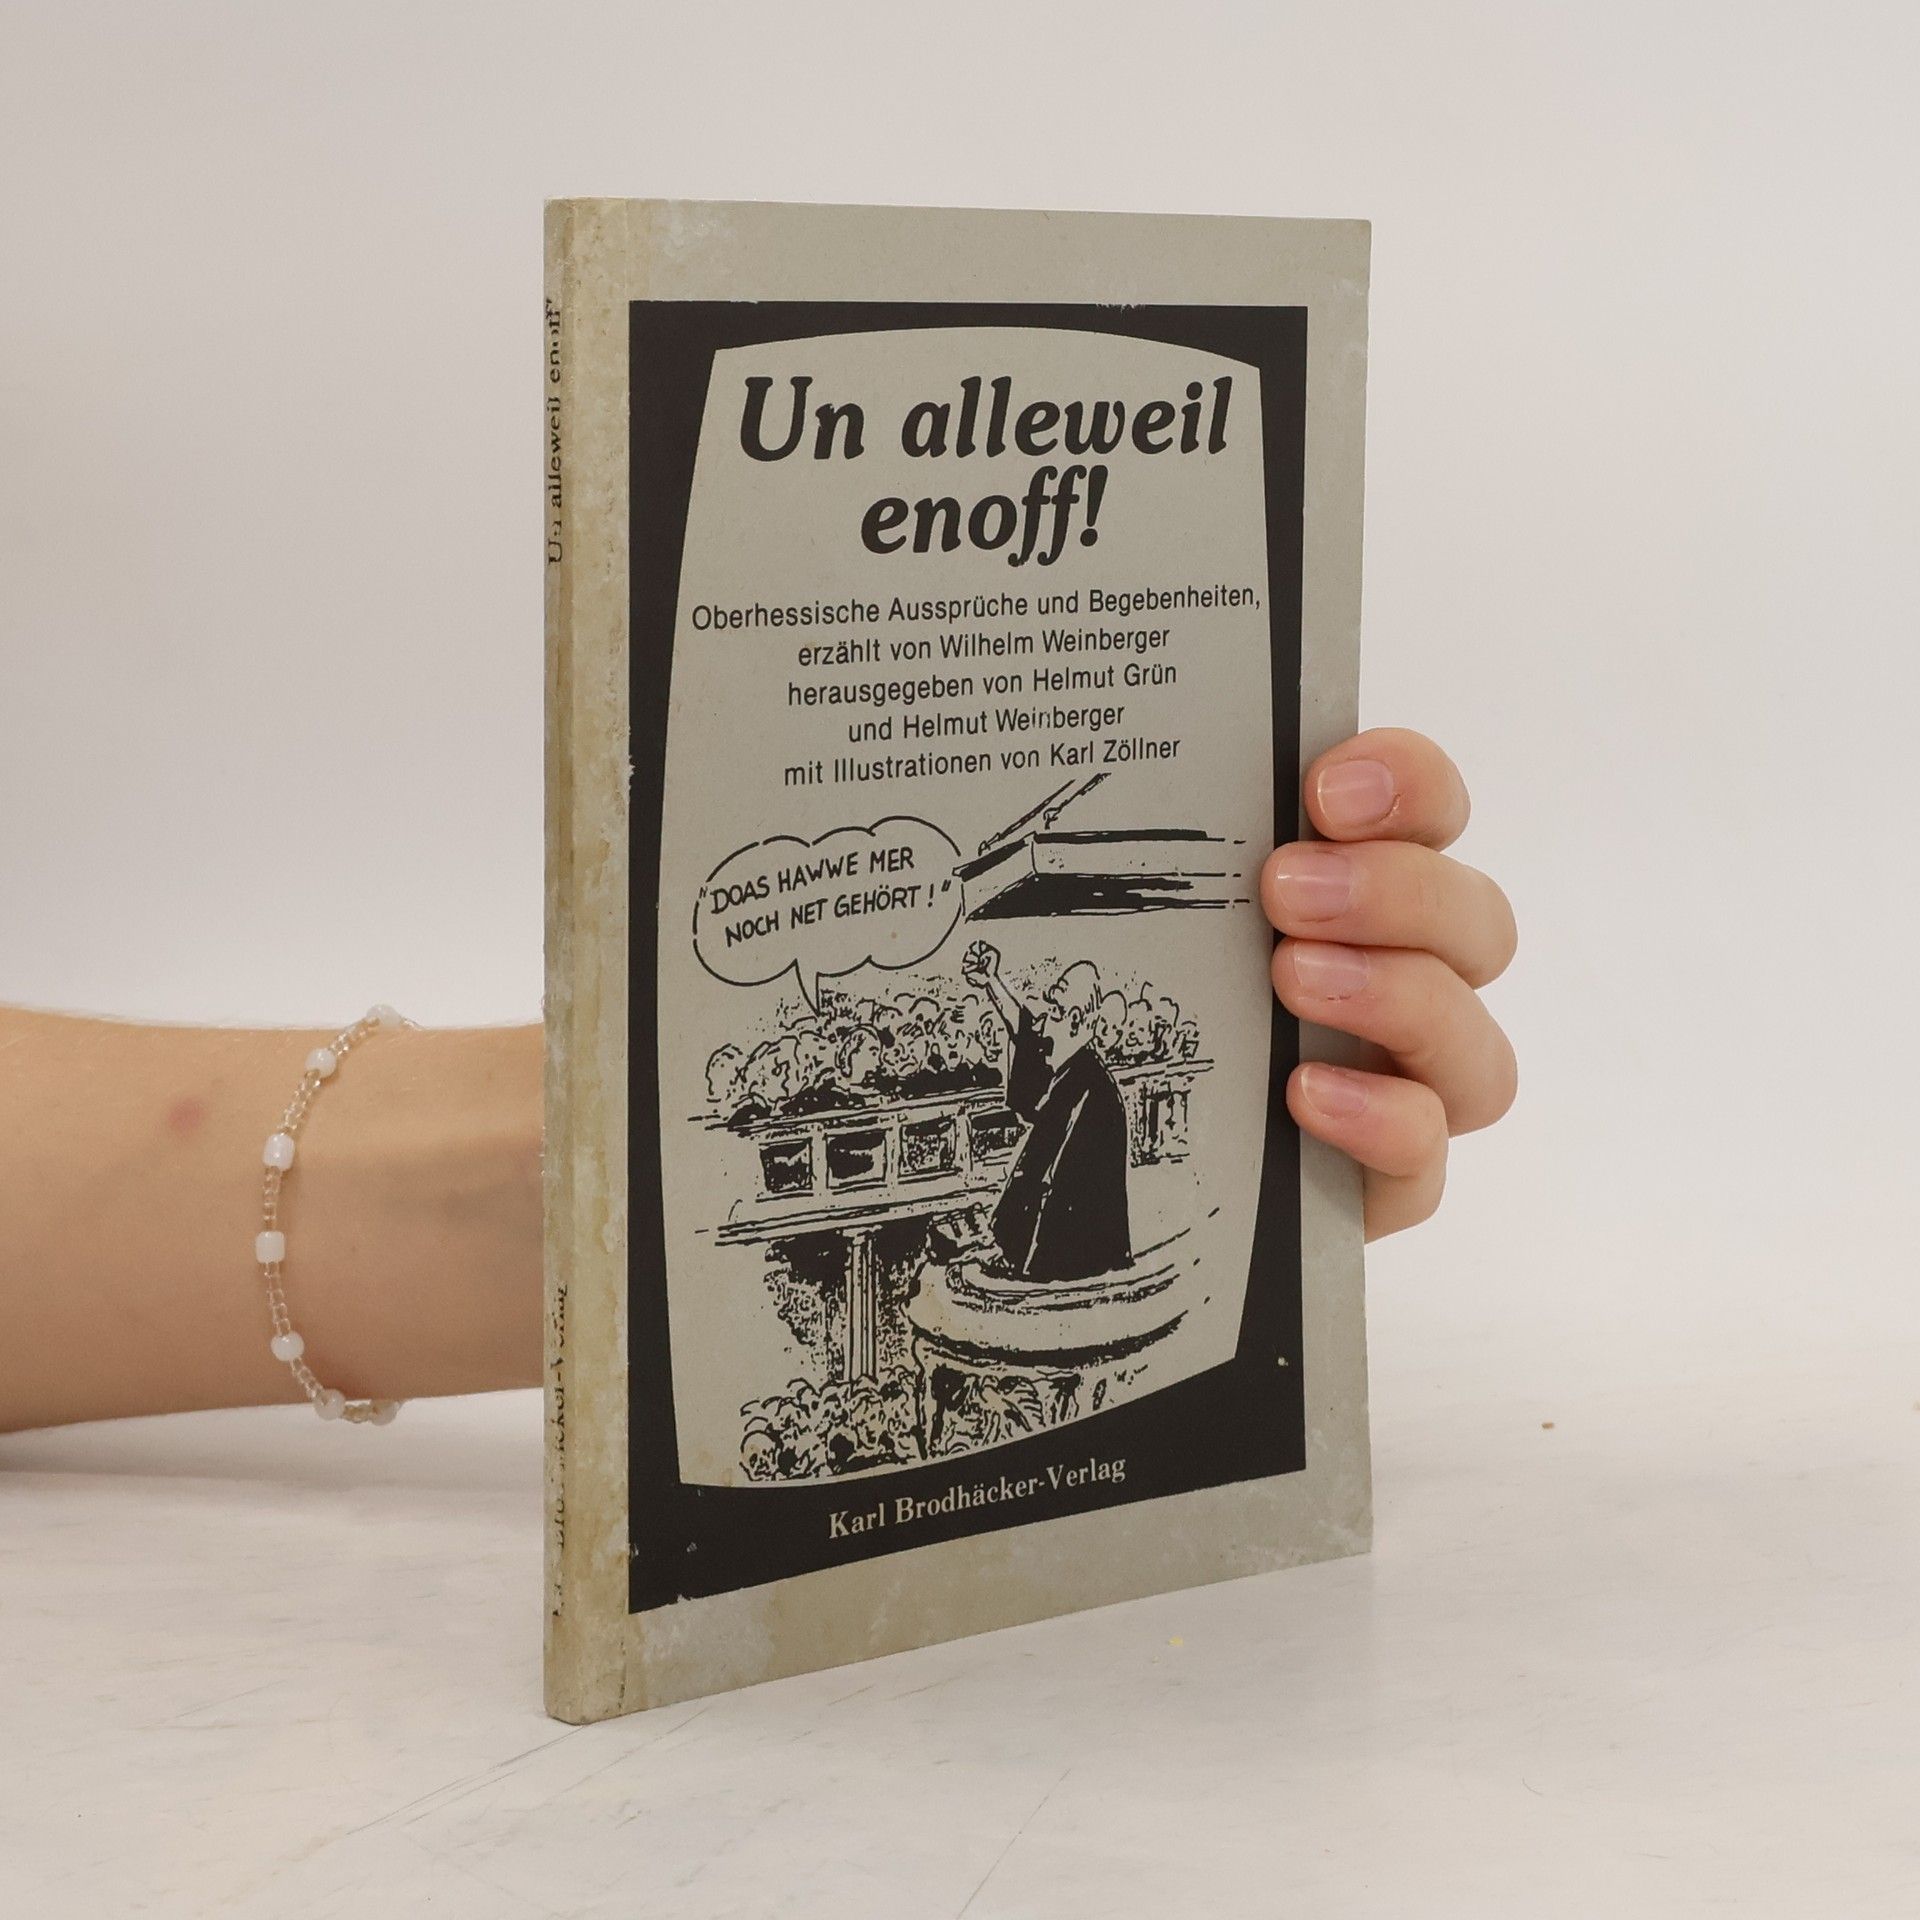 Un alleweil enoff
Un alleweil
enoff!
Oberhessische Aussprüche und Begebenheiten,
erzählt von Wilhelm Weinberger
herausgegeben von Helmut Grün
und Helmut Weinberger
mit Illustrationen von Karl Zöllner
"DOAS HAWWE MER
NOCH NET GEHÖRT!"
Karl Brodhäcker-Verlag